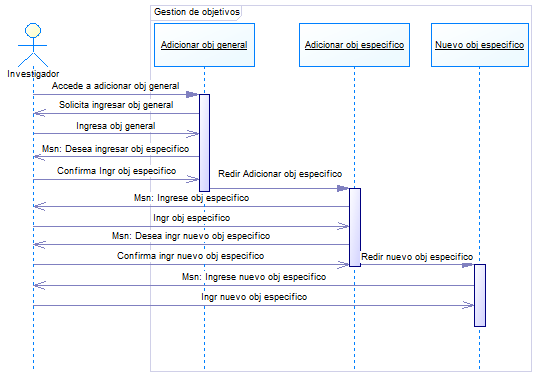 Gestion de objetivos
Adicionar obj general
Adicionar obj especifico
Nuevo obj especifico
Investigador
Accede a adicionar obj general
Solicita ingresar obj general
Ingresa obj general
Msn: Desea ingresar obj especifico
Confirma Ingr obj especifico
Redir Adicionar obj especifico
Msn: Ingrese obj especifico
Ingr obj especifico
Msn: Desea ingr nuevo obj especifico
Confirma ingr nuevo obj especifico
Redir nuevo obj especifico
Msn: Ingrese nuevo obj especifico
Ingr nuevo obj especifico